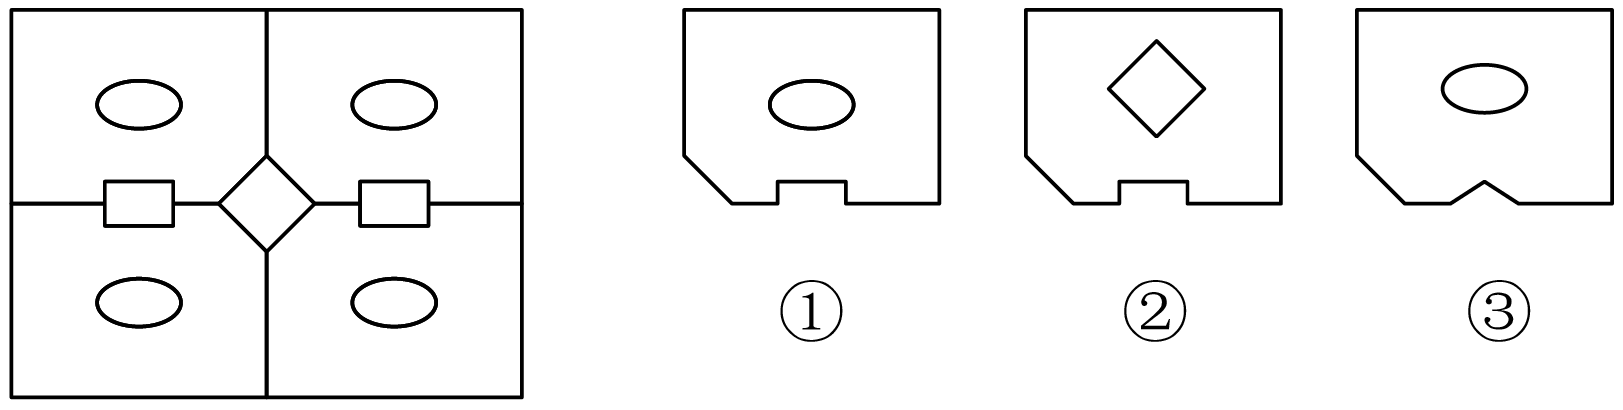 ① ② ③